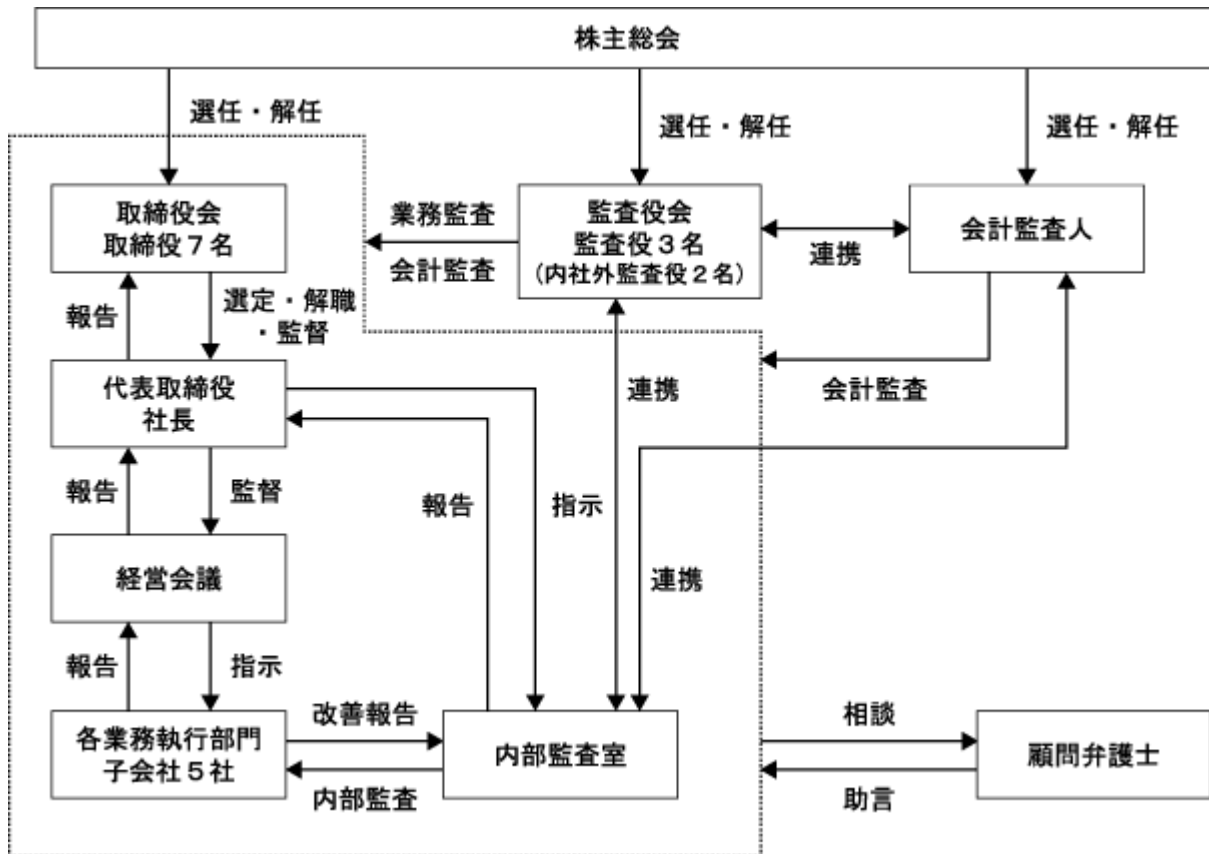 株主総会
選任・解任
選任・解任
選任・解任
取締役会
取締役7名
業務監査
会計監査
監査役会
監査役3名
(内社外監査役2名)
連携
会計監査人
報告
選定・解職
・監督
代表取締役
社長
連携
会計監査
報告
監督
報告
指示
経営会議
連携
報告
指示
各業務執行部門
子会社5社
改善報告
内部監査
内部監査室
相談
助言
顧問弁護士